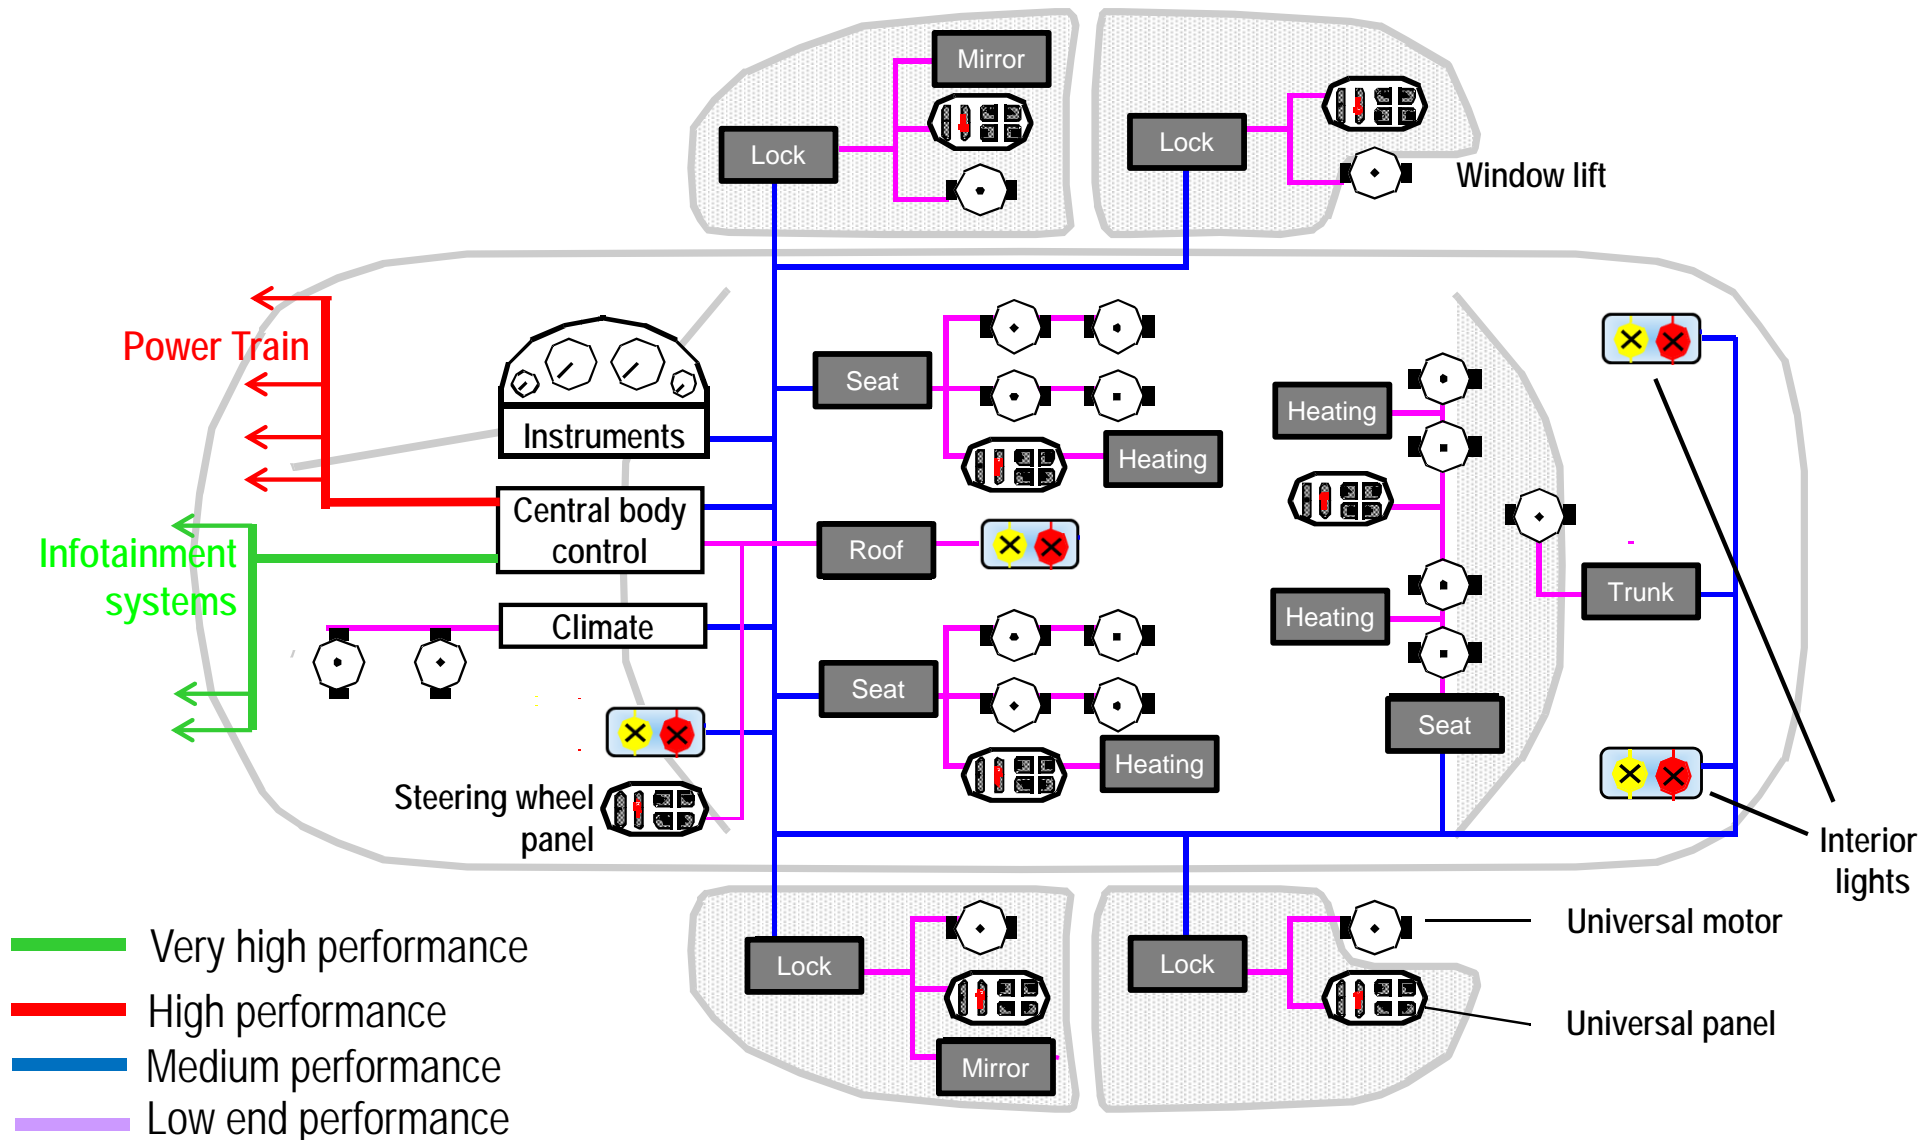 Mirror
Lock
Lock
Window lift
Power Train
Instruments
Seat
Heating
Heating
Central body
control
Roof
Infotainment
systems
Climate
Heating
Trunk
Seat
Seat
Heating
Steering wheel
panel
Interior
lights
Lock
Lock
Mirror
Universal motor
Universal panel
Very high performance
High performance
Medium performance
Low end performance